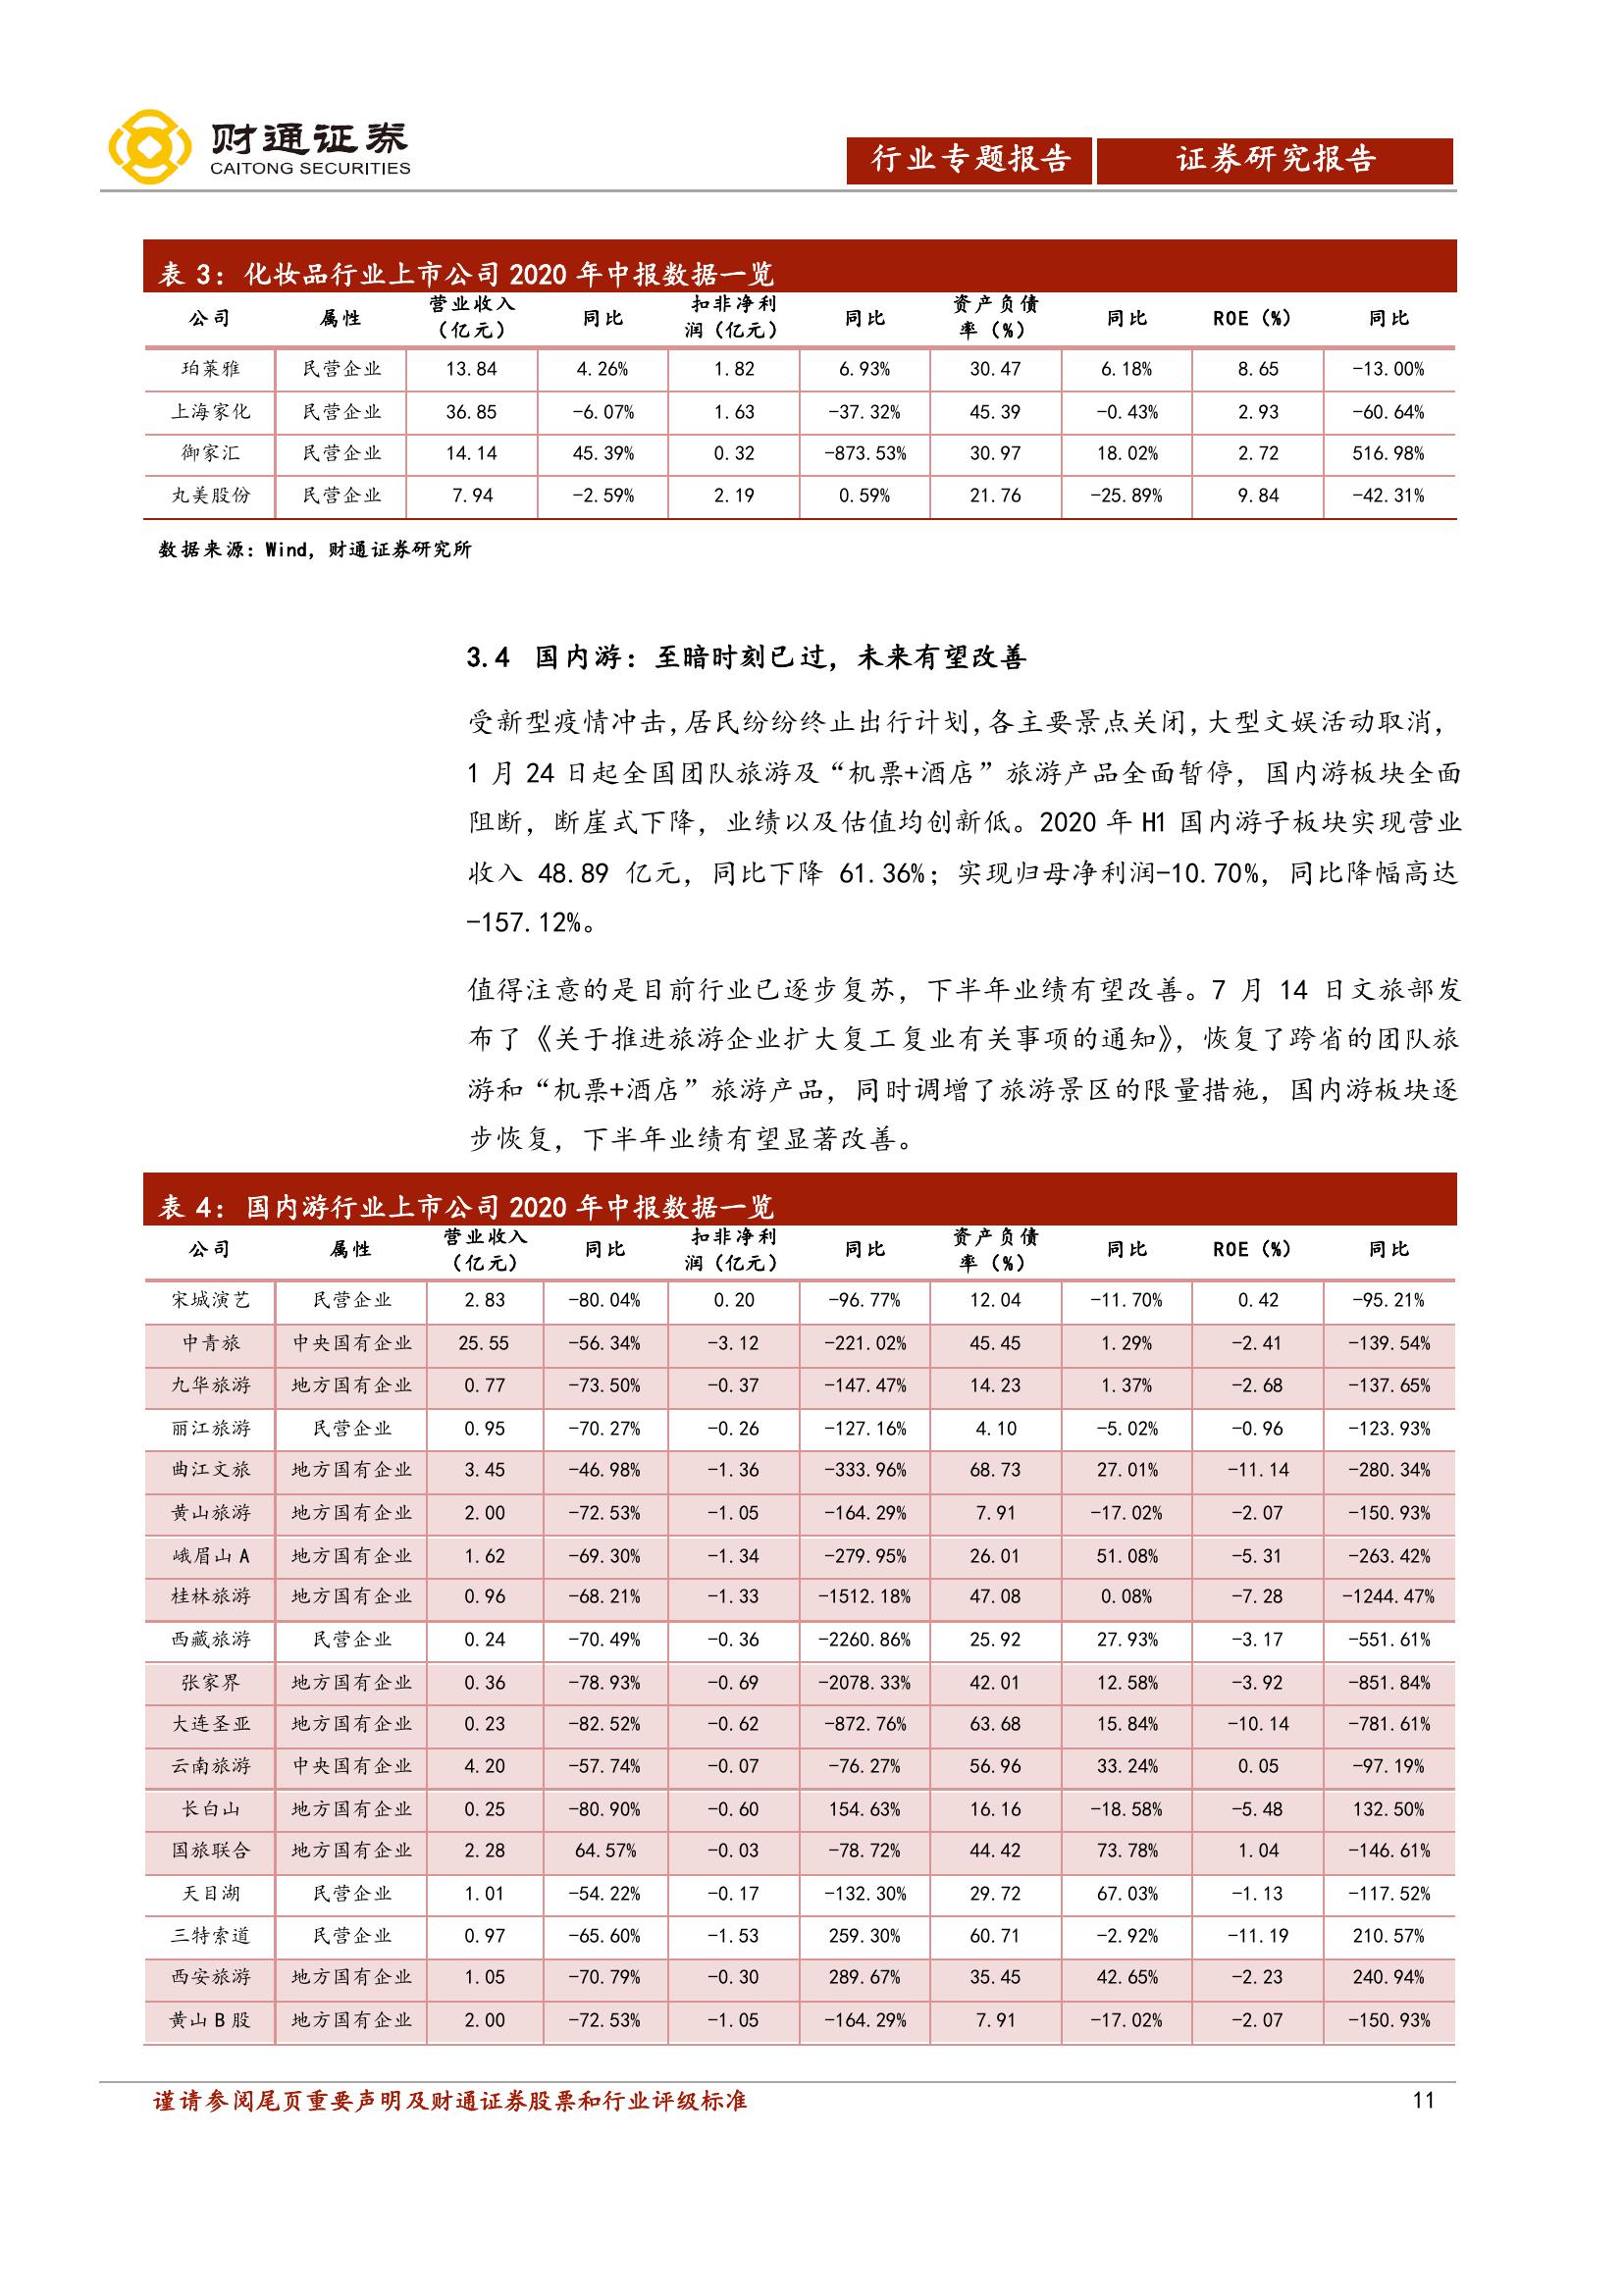 财通证券
CAITONG SECURITIES
行业专题报告 证券研究报告
表 3：化妆品行业上市公司 2020 年中报数据一览
公司 属性 营业收入（亿元） 同比 扣非净利润（亿元） 同比 资产负债率（%） 同比 ROE（%） 同比
珀莱雅 民营企业 13.84 4.26% 1.82 6.93% 30.47 6.18% 8.65 -13.00%
上海家化 民营企业 36.85 -6.07% 1.63 -37.32% 45.39 -0.43% 2.93 -60.64%
御家汇 民营企业 14.14 45.39% 0.32 -873.53% 30.97 18.02% 2.72 516.98%
丸美股份 民营企业 7.94 -2.59% 2.19 0.59% 21.76 -25.89% 9.84 -42.31%
数据来源：Wind，财通证券研究所
3.4 国内游：至暗时刻已过，未来有望改善
受新型疫情冲击，居民纷纷终止出行计划，各主要景点关闭，大型文娱活动取消，
1 月 24 日起全国团队旅游及“机票+酒店”旅游产品全面暂停，国内游板块全面
阻断，断崖式下降，业绩以及估值均创新低。2020 年 H1 国内游子板块实现营业
收入 48.89 亿元，同比下降 61.36%；实现归母净利润-10.70%，同比降幅高达
-157.12%。
值得注意的是目前行业已逐步复苏，下半年业绩有望改善。7 月 14 日文旅部发
布了《关于推进旅游企业扩大复工复业有关事项的通知》，恢复了跨省的团队旅
游和“机票+酒店”旅游产品，同时调增了旅游景区的限量措施，国内游板块逐
步恢复，下半年业绩有望显著改善。
表 4：国内游行业上市公司 2020 年中报数据一览
公司 属性 营业收入（亿元） 同比 扣非净利润（亿元） 同比 资产负债率（%） 同比 ROE（%） 同比
宋城演艺 民营企业 2.83 -80.04% 0.20 -96.77% 12.04 -11.70% 0.42 -95.21%
中青旅 中央国有企业 25.55 -56.34% -3.12 -221.02% 45.45 1.29% -2.41 -139.54%
九华旅游 地方国有企业 0.77 -73.50% -0.37 -147.47% 14.23 1.37% -2.68 -137.65%
丽江旅游 民营企业 0.95 -70.27% -0.26 -127.16% 4.10 -5.02% -0.96 -123.93%
曲江文旅 地方国有企业 3.45 -46.98% -1.36 -333.96% 68.73 27.01% -11.14 -280.34%
黄山旅游 地方国有企业 2.00 -72.53% -1.05 -164.29% 7.91 -17.02% -2.07 -150.93%
峨眉山 A 地方国有企业 1.62 -69.30% -1.34 -279.95% 26.01 51.08% -5.31 -263.42%
桂林旅游 地方国有企业 0.96 -68.21% -1.33 -1512.18% 47.08 0.08% -7.28 -1244.47%
西藏旅游 民营企业 0.24 -70.49% -0.36 -2260.86% 25.92 27.93% -3.17 -551.61%
张家界 地方国有企业 0.36 -78.93% -0.69 -2078.33% 42.01 12.58% -3.92 -851.84%
大连圣亚 地方国有企业 0.23 -82.52% -0.62 -872.76% 63.68 15.84% -10.14 -781.61%
云南旅游 中央国有企业 4.20 -57.74% -0.07 -76.27% 56.96 33.24% 0.05 -97.19%
长白山 地方国有企业 0.25 -80.90% -0.60 154.63% 16.16 -18.58% -5.48 132.50%
国旅联合 地方国有企业 2.28 64.57% -0.03 -78.72% 44.42 73.78% 1.04 -146.61%
天目湖 民营企业 1.01 -54.22% -0.17 -132.30% 29.72 67.03% -1.13 -117.52%
三特索道 民营企业 0.97 -65.60% -1.53 259.30% 60.71 -2.92% -11.19 210.57%
西安旅游 地方国有企业 1.05 -70.79% -0.30 289.67% 35.45 42.65% -2.23 240.94%
黄山 B 股 地方国有企业 2.00 -72.53% -1.05 -164.29% 7.91 -17.02% -2.07 -150.93%
谨请参阅尾页重要声明及财通证券股票和行业评级标准 11